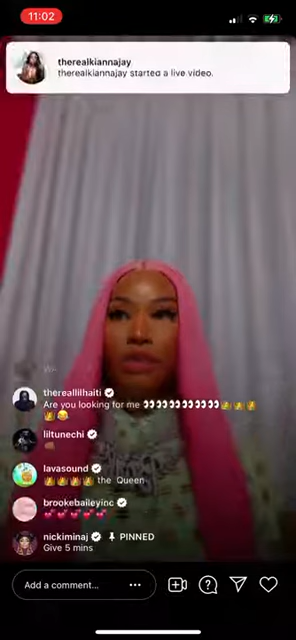 11:02
therealkiannajay
therealkiannajay started a live video.
thereallilhaiti
Are you looking for me 👀👀👀👀👀👀👀👀👀👀👸👸👸
👸😂
liltunechi
👊🏽
lavasound
👸👸👸👸 the Queen
brookebaileyinc
💞💞💞💞💞
nickiminaj PINNED
Give 5 mins
Add a comment...